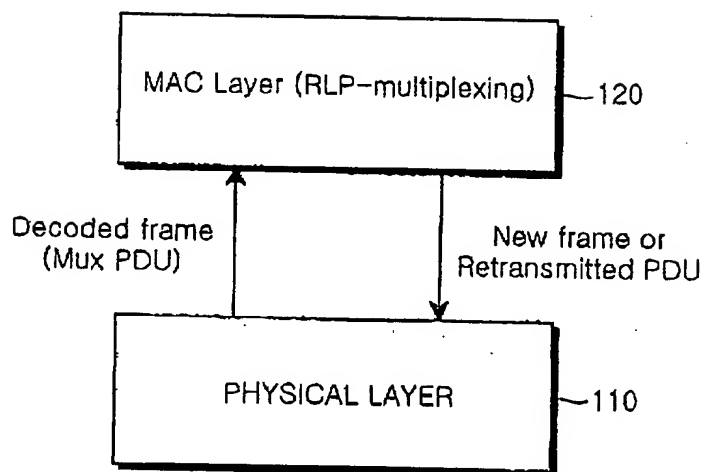 MAC Layer (RLP-multiplexing)
120
Decoded frame
(Mux PDU)
New frame or
Retransmitted PDU
PHYSICAL LAYER
110